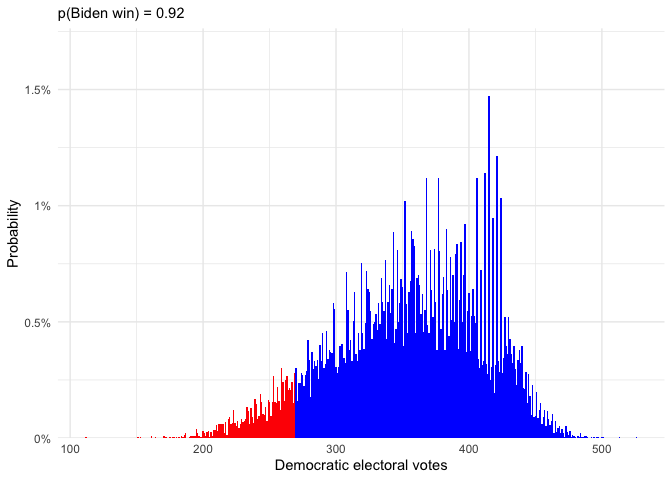 p(Biden win) = 0.92
1.5%
1%
0.5%
0%
Probability
100 200 300 400 500
Democratic electoral votes